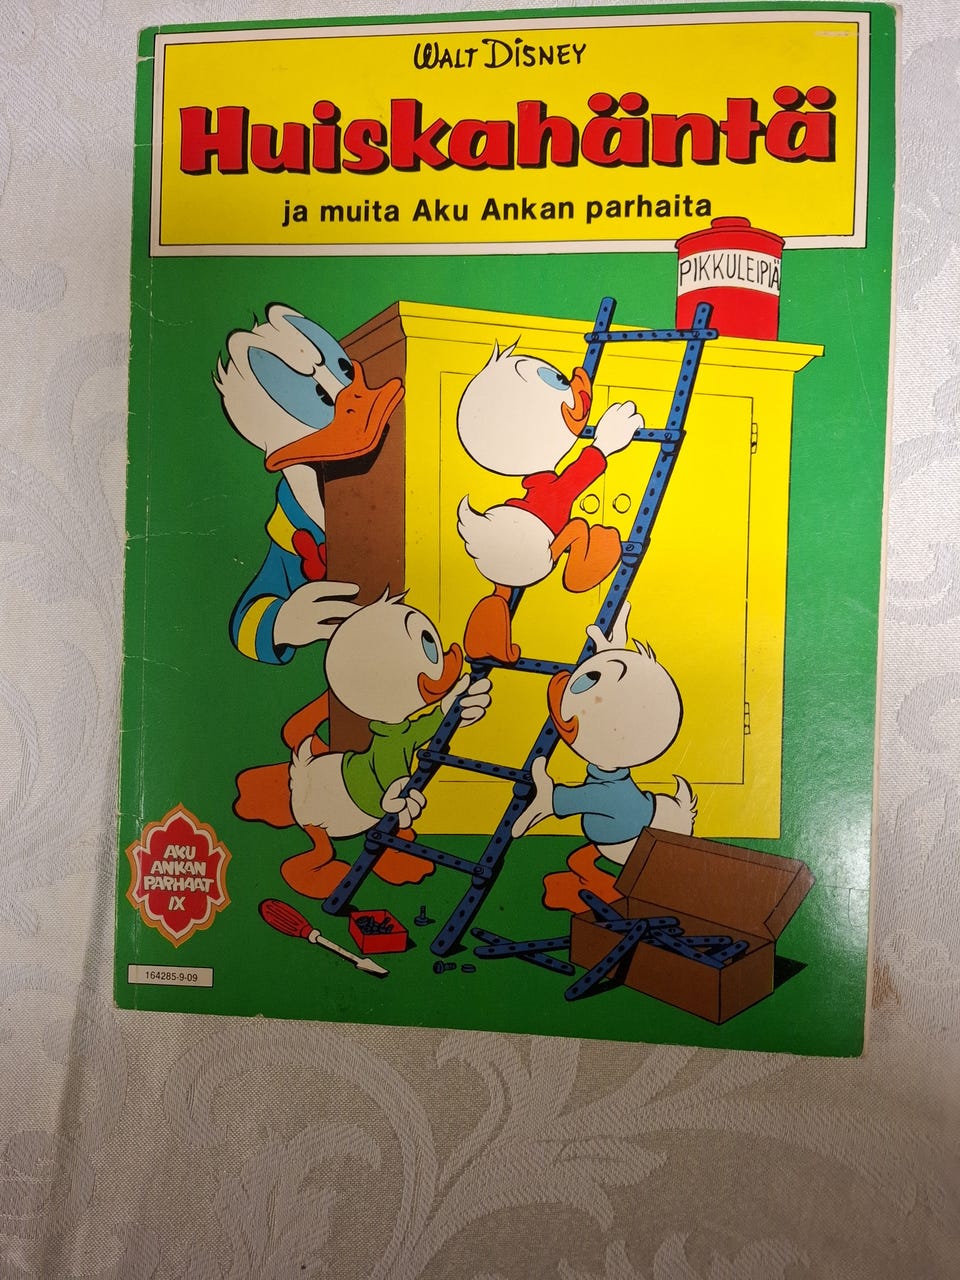 WALT DISNEY
Huiskahäntä
ja muita Aku Ankan parhaita
PIKKULEIPIÄ
AKU
ANKAN
PARHAAT
IX
164285-9-09